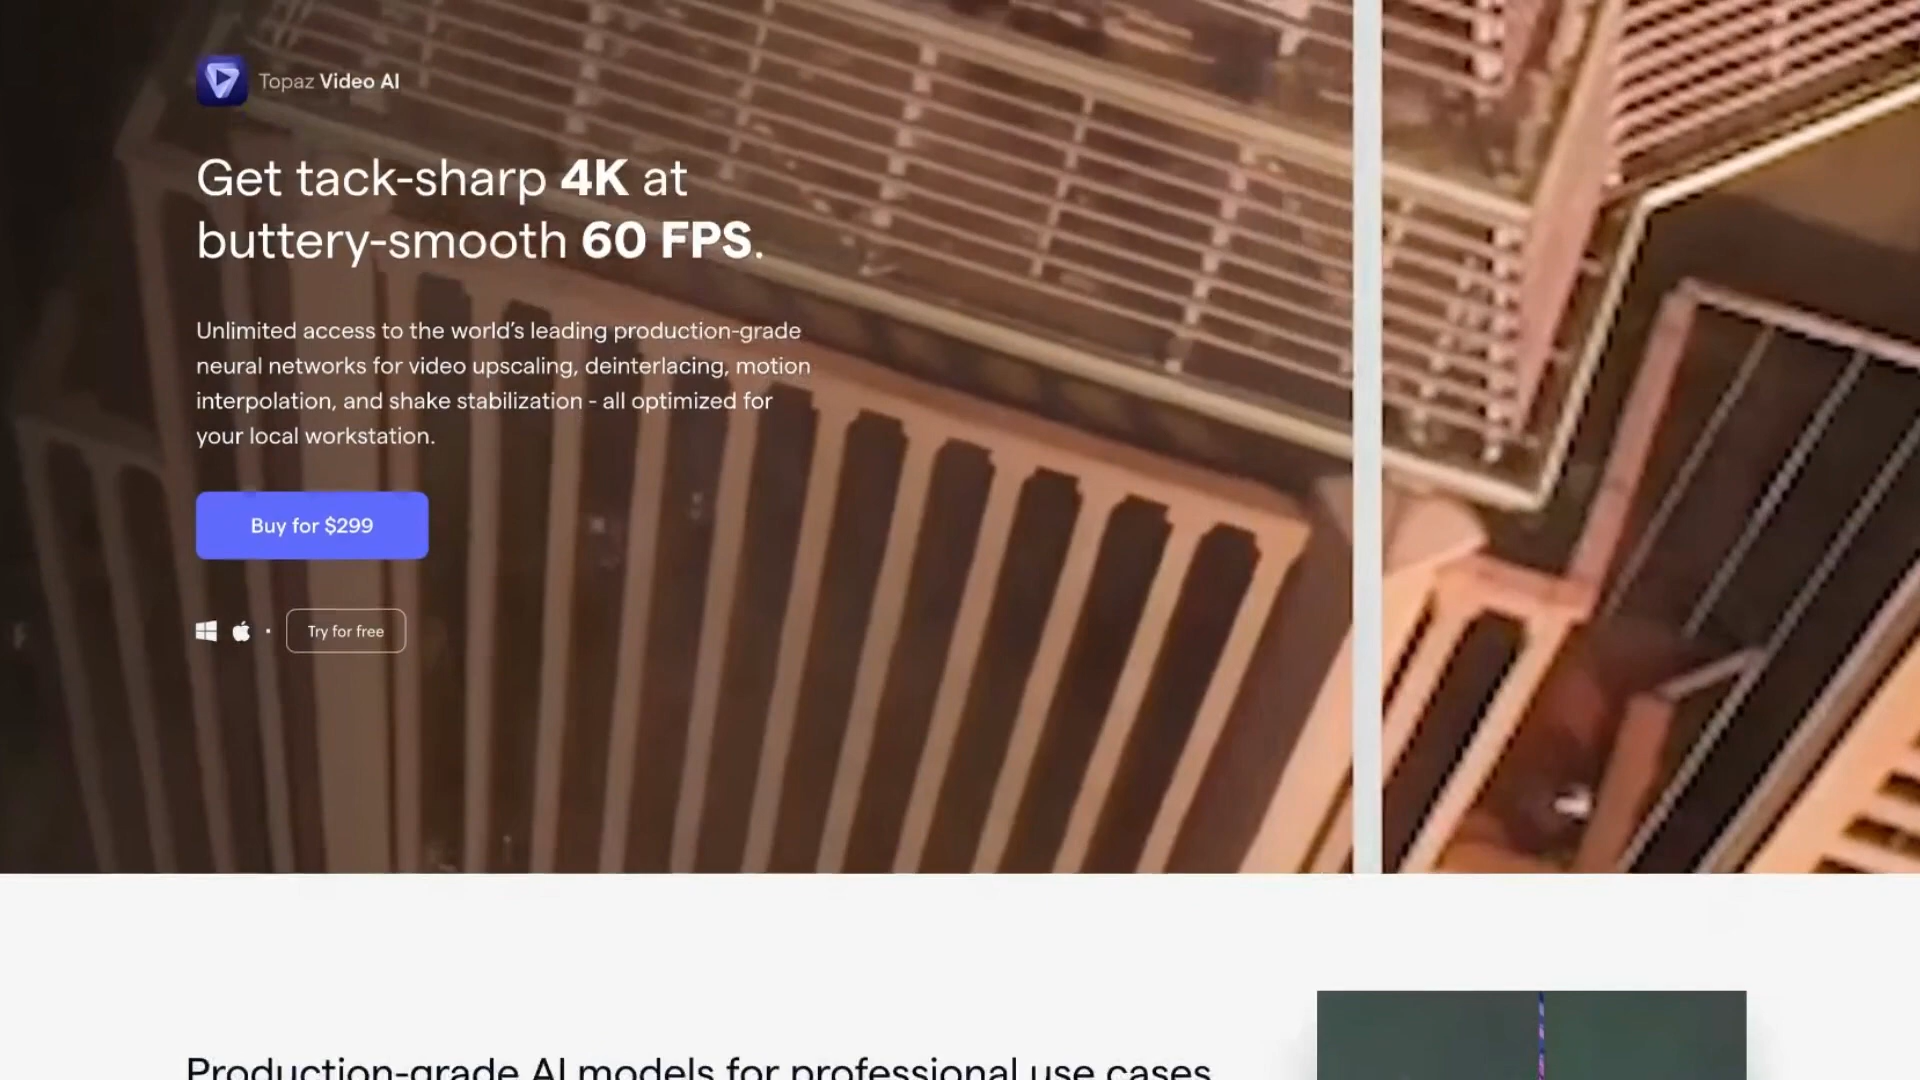 Topaz Video AI
Get tack-sharp 4K at
buttery-smooth 60 FPS.
Unlimited access to the world’s leading production-grade
neural networks for video upscaling, deinterlacing, motion
interpolation, and shake stabilization - all optimized for
your local workstation.
Buy for $299
Try for free
Production-grade AI models for professional use cases